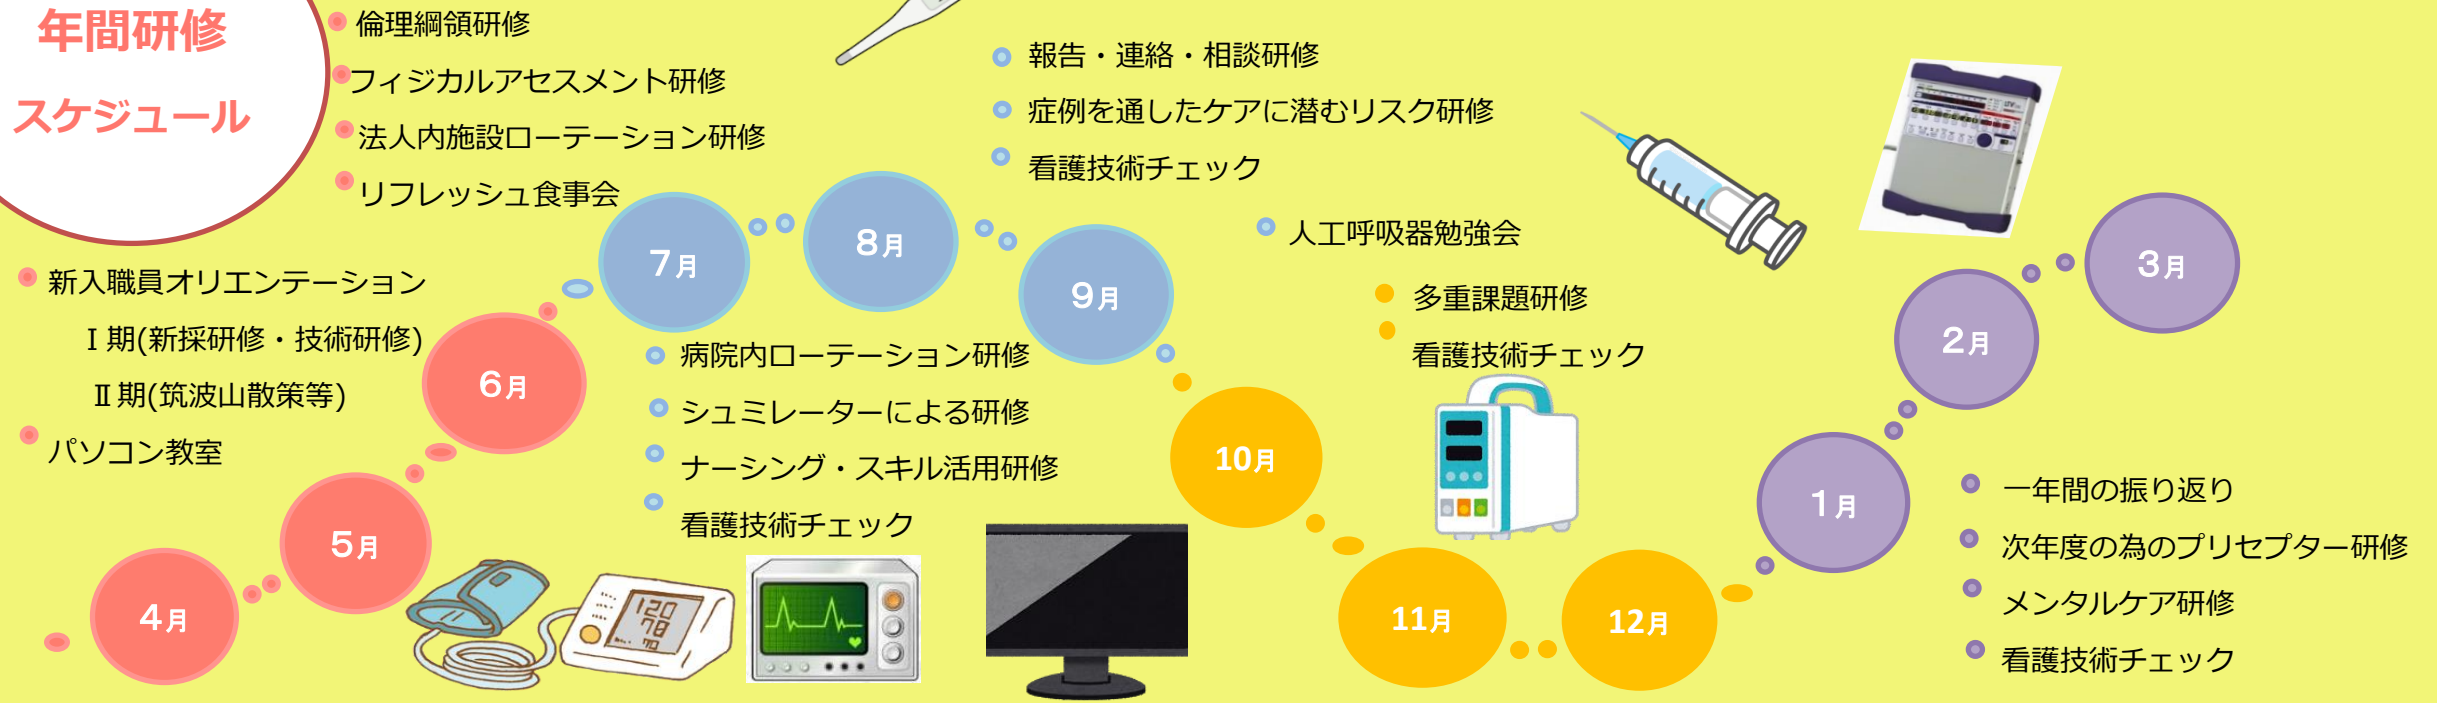 年間研修
スケジュール
倫理綱領研修
フィジカルアセスメント研修
法人内施設ローテーション研修
リフレッシュ食事会
新入職員オリエンテーション
Ⅰ期(新採研修・技術研修)
Ⅱ期(筑波山散策等)
パソコン教室
4月
5月
6月
7月
8月
9月
病院内ローテーション研修
シュミレーターによる研修
ナーシング・スキル活用研修
看護技術チェック
120
78
70
報告・連絡・相談研修
症例を通したケアに潜むリスク研修
看護技術チェック
人工呼吸器勉強会
多重課題研修
看護技術チェック
10月
11月
12月
1月
2月
3月
一年間の振り返り
次年度の為のプリセプター研修
メンタルケア研修
看護技術チェック